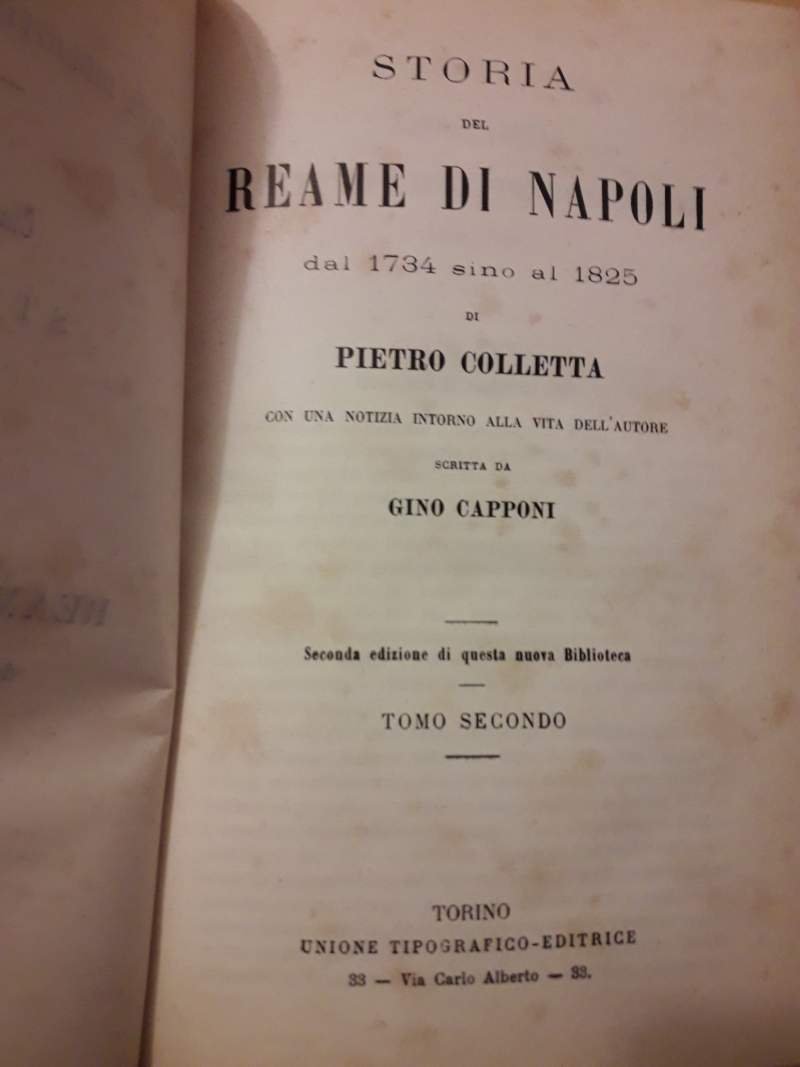 STORIA
DEL
REAME DI NAPOLI
dal 1734 sino al 1825
DI
PIETRO COLLETTA
CON UNA NOTIZIA INTORNO ALLA VITA DELL'AUTORE
SCRITTA DA
GINO CAPPONI
Seconda edizione di questa nuova Biblioteca
TOMO SECONDO
TORINO
UNIONE TIPOGRAFICO-EDITRICE
33 — Via Carlo Alberto — 33.